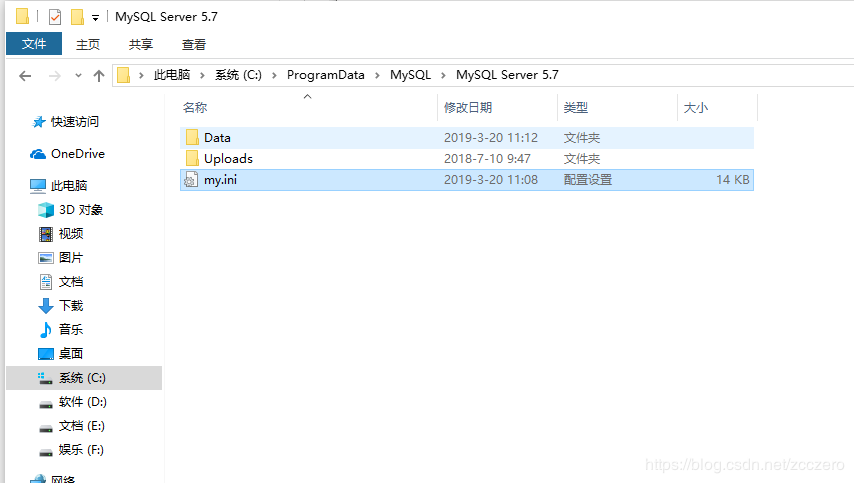 MySQL Server 5.7
文件 主页 共享 查看
此电脑 系统 (C:) ProgramData MySQL MySQL Server 5.7
名称 修改日期 类型 大小
快速访问
OneDrive
此电脑
3D 对象
视频
图片
文档
下载
音乐
桌面
系统 (C:)
软件 (D:)
文档 (E:)
娱乐 (F:)
网络
Data 2019-3-20 11:12 文件夹
Uploads 2018-7-10 9:47 文件夹
my.ini 2019-3-20 11:08 配置设置 14 KB
https://blog.csdn.net/zcczero